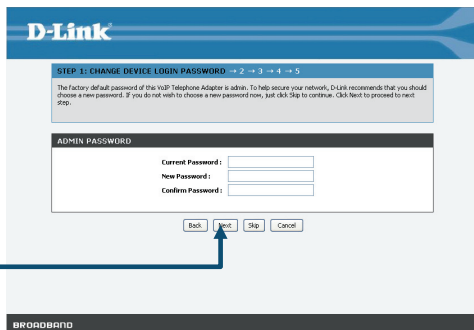 D-Link
STEP 1: CHANGE DEVICE LOGIN PASSWORD → 2 → 3 → 4 → 5
The factory default password of this VoIP Telephone Adapter is admin. To help secure your network, D-Link recommends that you should
choose a new password. If you do not wish to choose a new password now, just click Skip to continue. Click Next to proceed to next
step.
ADMIN PASSWORD
Current Password :
New Password :
Confirm Password :
Back Next Skip Cancel
BROADBAND